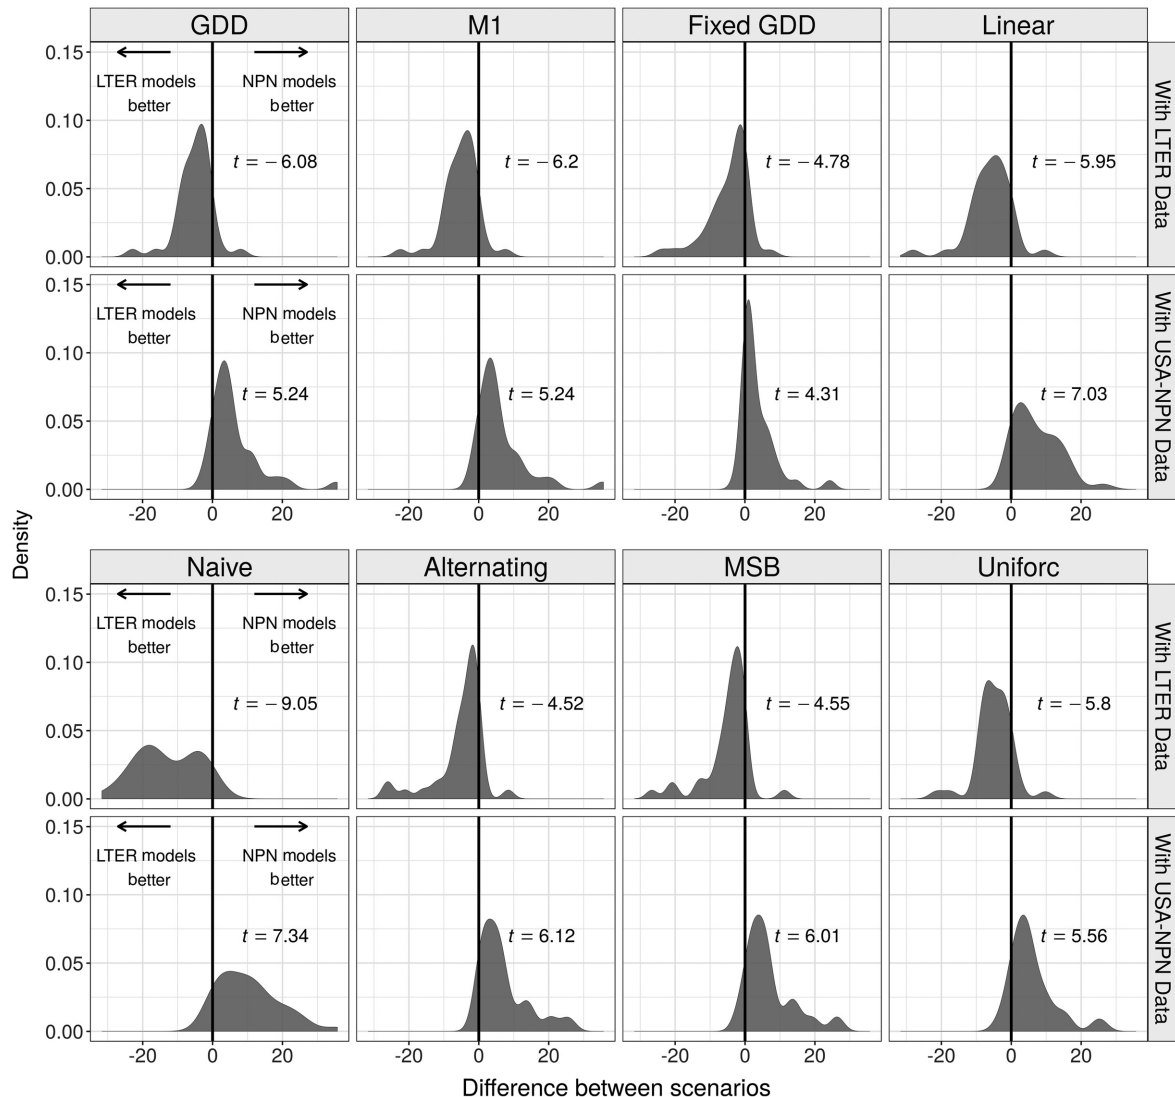 GDD
M1
Fixed GDD
Linear
0.15
0.10
0.05
0.00
LTER models
better
NPN models
better
t = − 6.08
t = − 6.2
t = − 4.78
t = − 5.95
With LTER Data
0.15
0.10
0.05
0.00
LTER models
better
NPN models
better
t = 5.24
t = 5.24
t = 4.31
t = 7.03
With USA-NPN Data
-20 0 20
-20 0 20
-20 0 20
-20 0 20
Density
Naive
Alternating
MSB
Uniforc
0.15
0.10
0.05
0.00
LTER models
better
NPN models
better
t = − 9.05
t = − 4.52
t = − 4.55
t = − 5.8
With LTER Data
0.15
0.10
0.05
0.00
LTER models
better
NPN models
better
t = 7.34
t = 6.12
t = 6.01
t = 5.56
With USA-NPN Data
-20 0 20
-20 0 20
-20 0 20
-20 0 20
Difference between scenarios